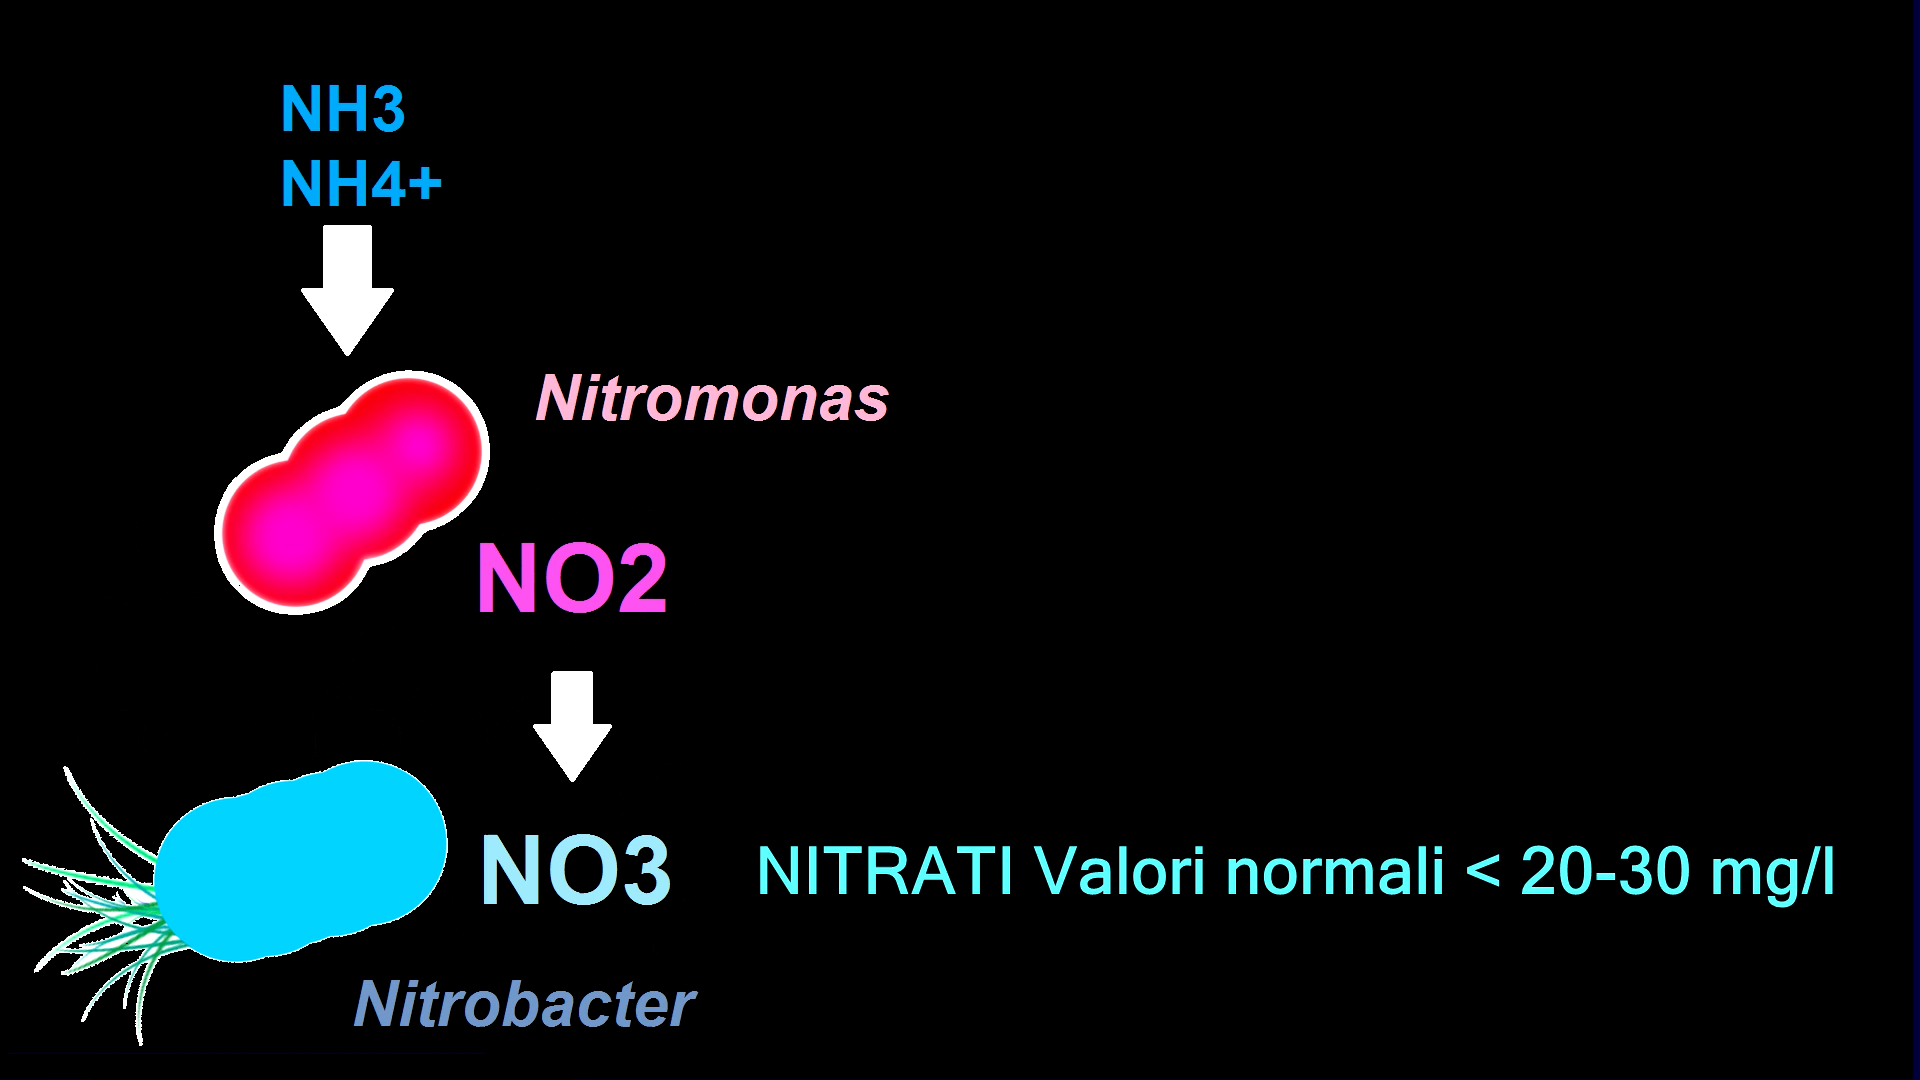 NH3
NH4+
Nitromonas
NO2
NO3 NITRATI Valori normali < 20-30 mg/l
Nitrobacter